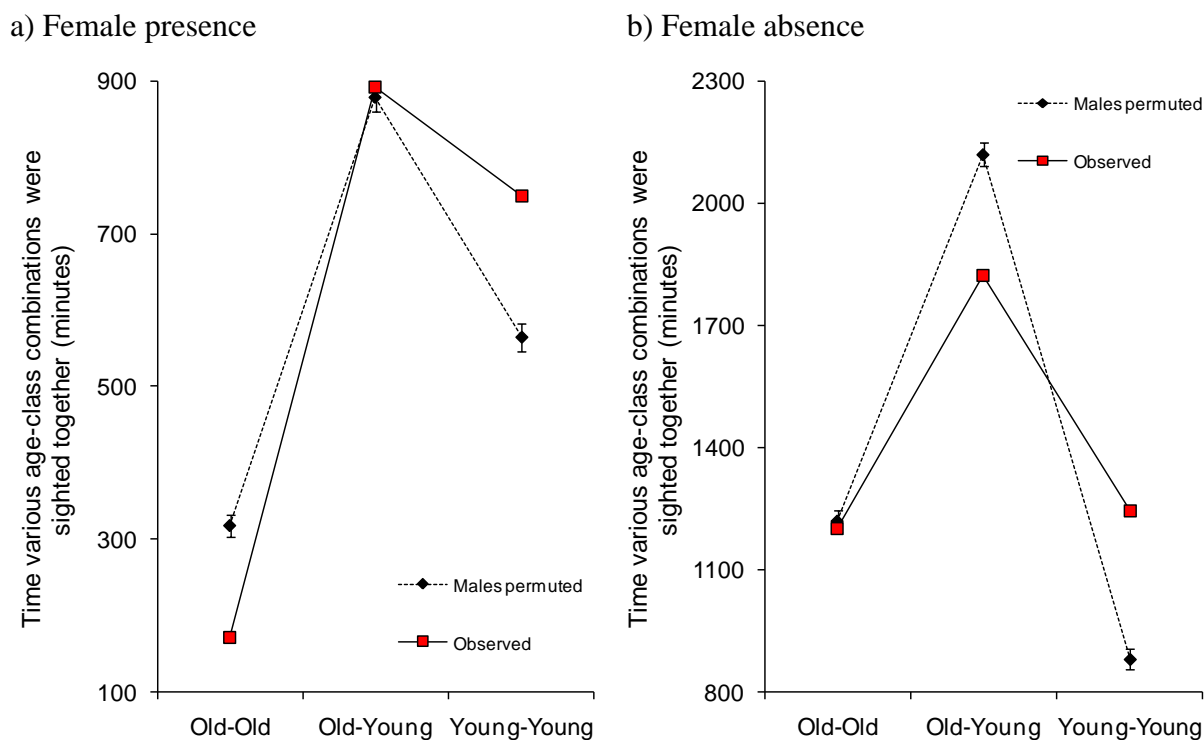 a) Female presence
Time various age-class combinations were
sighted together (minutes)
900
700
500
300
100
Males permuted
Observed
Old-Old
Old-Young
Young-Young
b) Female absence
Time various age-class combinations were
sighted together (minutes)
2300
2000
1700
1400
1100
800
Males permuted
Observed
Old-Old
Old-Young
Young-Young